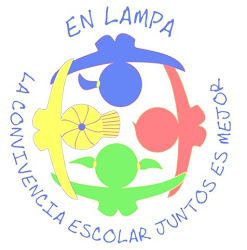 EN LAMPA
LA CONVIVENCIA ESCOLAR JUNTOS ES MEJOR